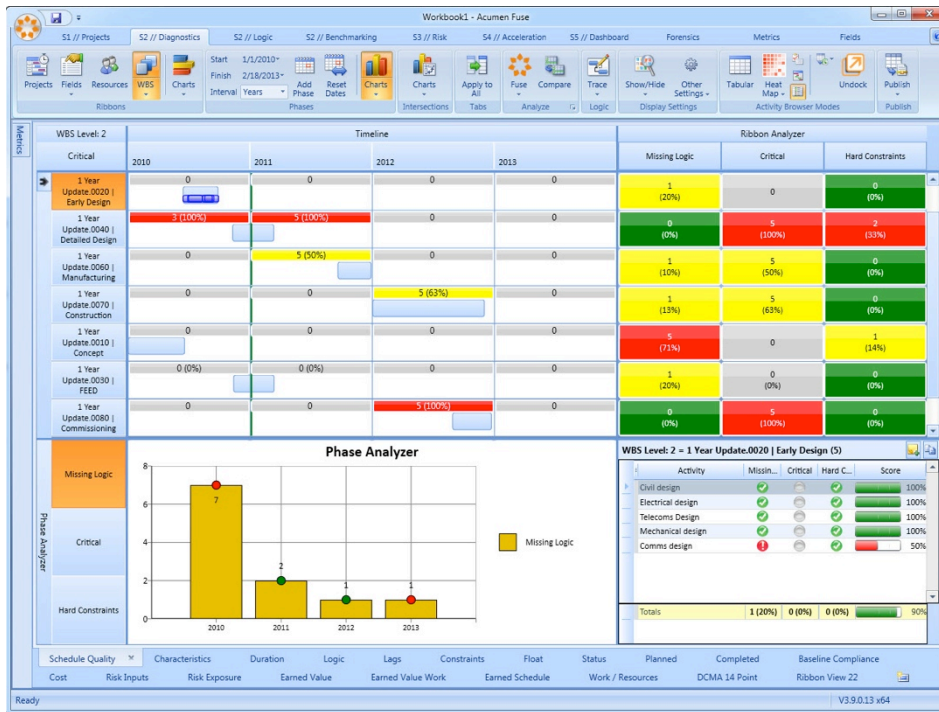 Workbook1 - Acumen Fuse
S1 // Projects S2 // Diagnostics S2 // Logic S2 // Benchmarking S3 // Risk S4 // Acceleration S5 // Dashboard Forensics Metrics Fields
Start 1/1/2010
Finish 2/18/2013
Interval Years
Projects Fields Resources WBS Charts Add Phase Reset Dates Charts Apply to All Fuse Compare Trace Show/Hide Other Settings Tabular Heat Map Undock Publish
Ribbons Phases Intersections Tabs Analyze Logic Display Settings Activity Browser Modes Publish
Metrics
WBS Level: 2 Timeline Ribbon Analyzer
Critical 2010 2011 2012 2013 Missing Logic Critical Hard Constraints
1 Year Update.0020 | Early Design 0 0 0 0 1 (20%) 0 0 (0%)
1 Year Update.0040 | Detailed Design 3 (100%) 5 (100%) 0 0 0 (0%) 5 (100%) 2 (33%)
1 Year Update.0060 | Manufacturing 0 5 (50%) 0 0 1 (10%) 5 (50%) 0 (0%)
1 Year Update.0070 | Construction 0 0 5 (63%) 0 1 (13%) 5 (63%) 0 (0%)
1 Year Update.0010 | Concept 0 0 0 0 5 (71%) 0 1 (14%)
1 Year Update.0030 | FEED 0 (0%) 0 (0%) 0 0 1 (20%) 0 (0%) 0 (0%)
1 Year Update.0080 | Commissioning 0 0 5 (100%) 0 0 (0%) 5 (100%) 0 (0%)
Phase Analyzer
Missing Logic
Critical
Hard Constraints
Phase Analyzer
8
6
4
2
0
7
2
1
1
2010 2011 2012 2013
Missing Logic
WBS Level: 2 = 1 Year Update.0020 | Early Design (5)
Activity Missin... Critical Hard C... Score
Civil design 100%
Electrical design 100%
Telecoms Design 100%
Mechanical design 100%
Comms design 50%
Totals 1 (20%) 0 (0%) 0 (0%) 90%
Schedule Quality Characteristics Duration Logic Lags Constraints Float Status Planned Completed Baseline Compliance
Cost Risk Inputs Risk Exposure Earned Value Earned Value Work Earned Schedule Work / Resources DCMA 14 Point Ribbon View 22
Ready V3.9.0.13 x64